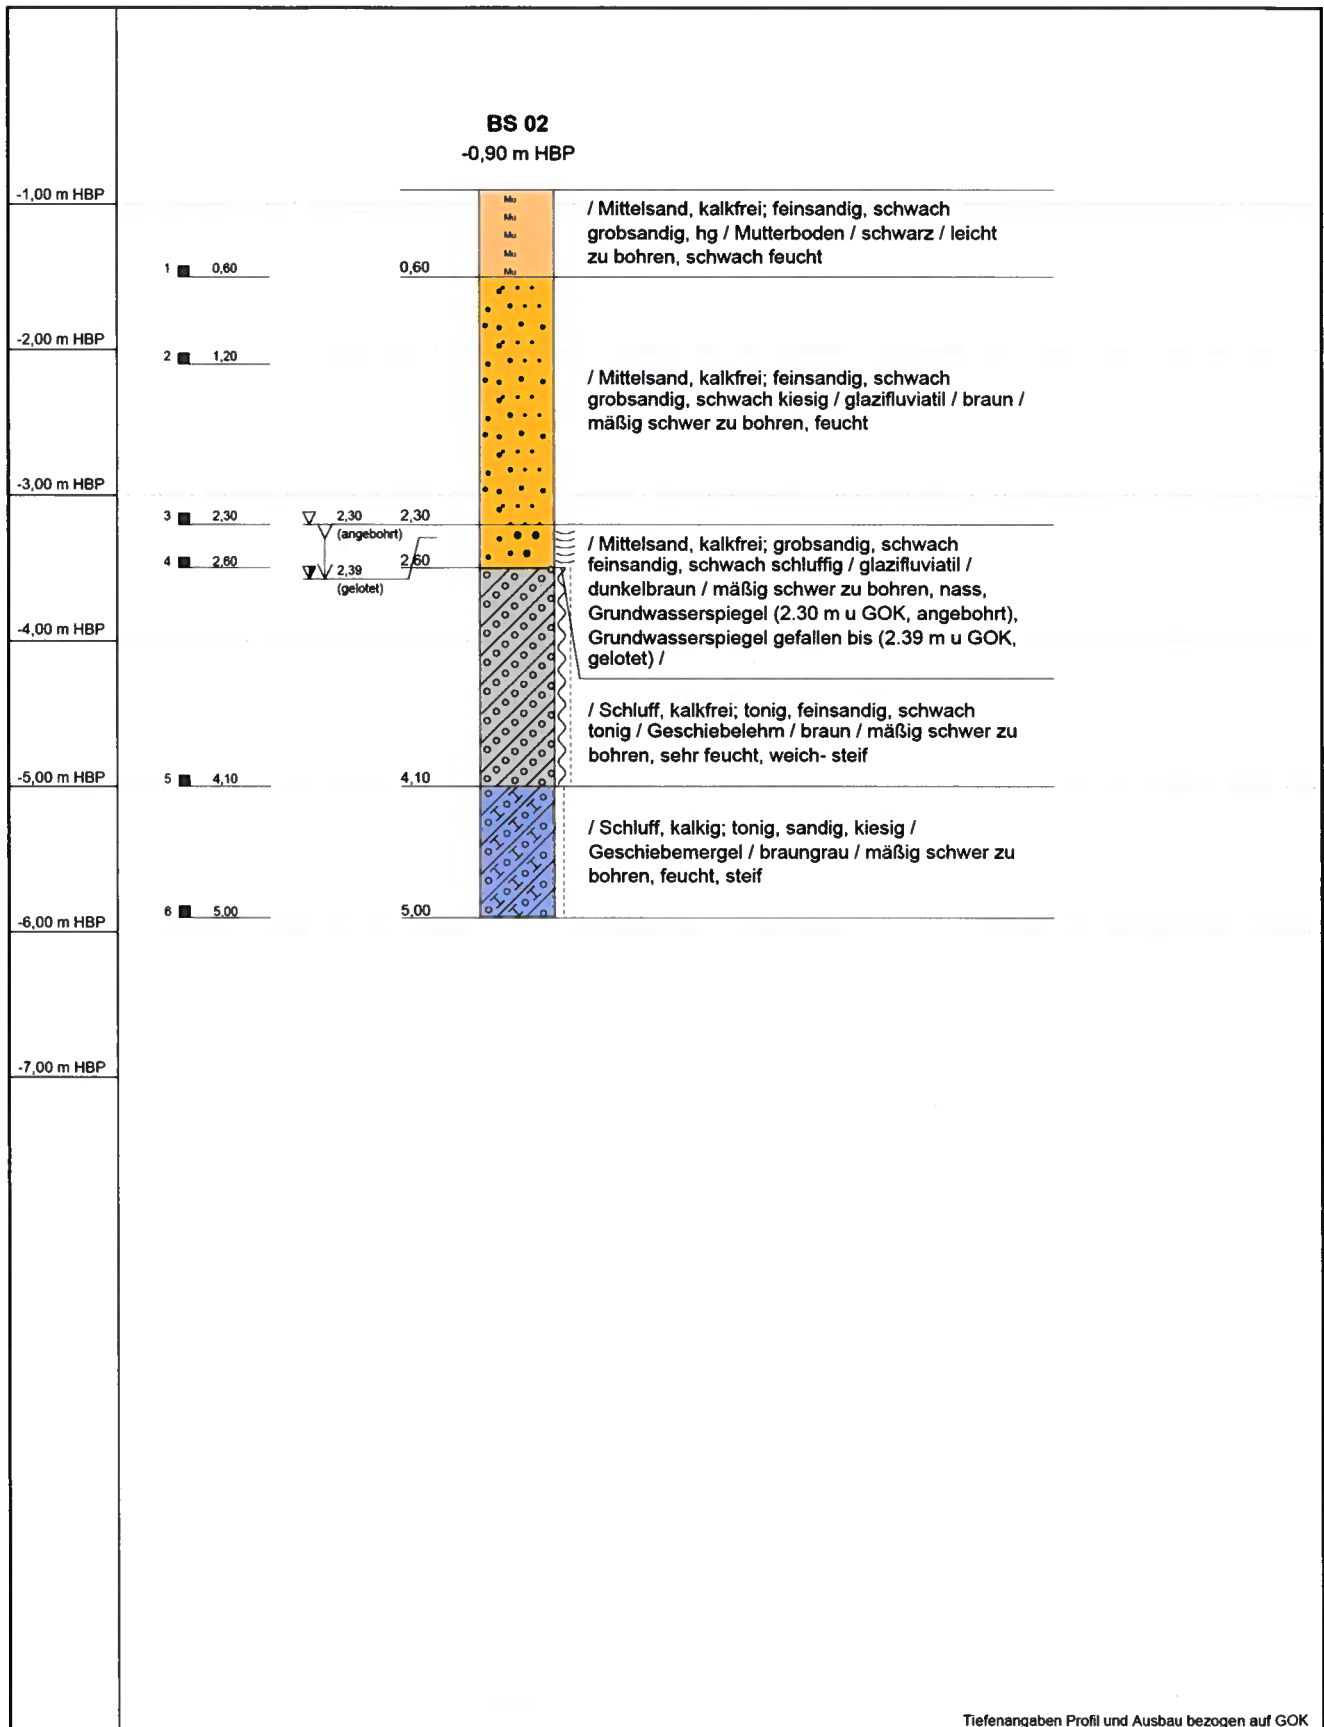 BS 02
-0,90 m HBP
-1,00 m HBP
Mu
Mu
Mu
Mu
Mu
/ Mittelsand, kalkfrei; feinsandig, schwach
grobsandig, hg / Mutterboden / schwarz / leicht
zu bohren, schwach feucht
1 0,60 0,60
-2,00 m HBP
2 1,20
/ Mittelsand, kalkfrei; feinsandig, schwach
grobsandig, schwach kiesig / glazifluviatil / braun /
mäßig schwer zu bohren, feucht
-3,00 m HBP
3 2,30 2,30 2,30
(angebohrt)
4 2,60 2,60
2,39
(gelotet)
/ Mittelsand, kalkfrei; grobsandig, schwach
feinsandig, schwach schluffig / glazifluviatil /
dunkelbraun / mäßig schwer zu bohren, nass,
Grundwasserspiegel (2.30 m u GOK, angebohrt),
Grundwasserspiegel gefallen bis (2.39 m u GOK,
gelotet) /
-4,00 m HBP
/ Schluff, kalkfrei; tonig, feinsandig, schwach
tonig / Geschiebelehm / braun / mäßig schwer zu
bohren, sehr feucht, weich- steif
-5,00 m HBP
5 4,10 4,10
/ Schluff, kalkig; tonig, sandig, kiesig /
Geschiebemergel / braungrau / mäßig schwer zu
bohren, feucht, steif
6 5,00 5,00
-6,00 m HBP
-7,00 m HBP
Tiefenangaben Profil und Ausbau bezogen auf GOK